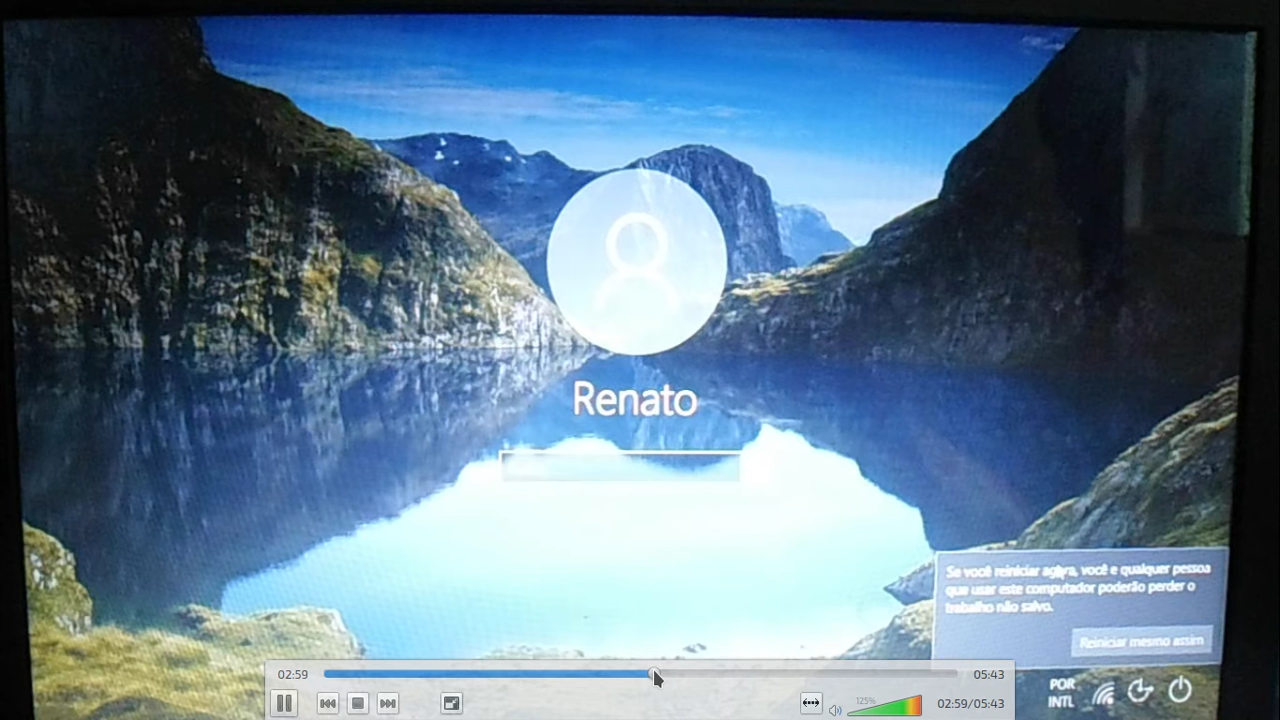 Renato
Se você reiniciar agora, você e qualquer pessoa
que usar este computador poderão perder o
trabalho não salvo.
Reiniciar mesmo assim
POR
INTL
02:59
05:43
125%
02:59/05:43